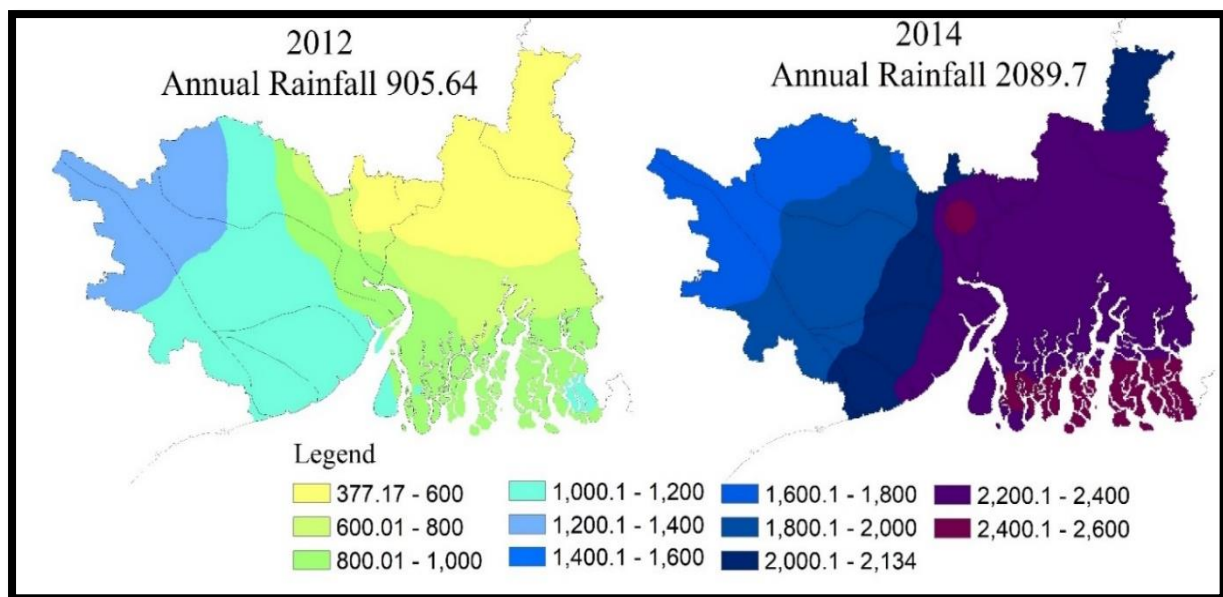 2012
Annual Rainfall 905.64
2014
Annual Rainfall 2089.7
Legend
377.17 - 600
600.01 - 800
800.01 - 1,000
1,000.1 - 1,200
1,200.1 - 1,400
1,400.1 - 1,600
1,600.1 - 1,800
1,800.1 - 2,000
2,000.1 - 2,134
2,200.1 - 2,400
2,400.1 - 2,600